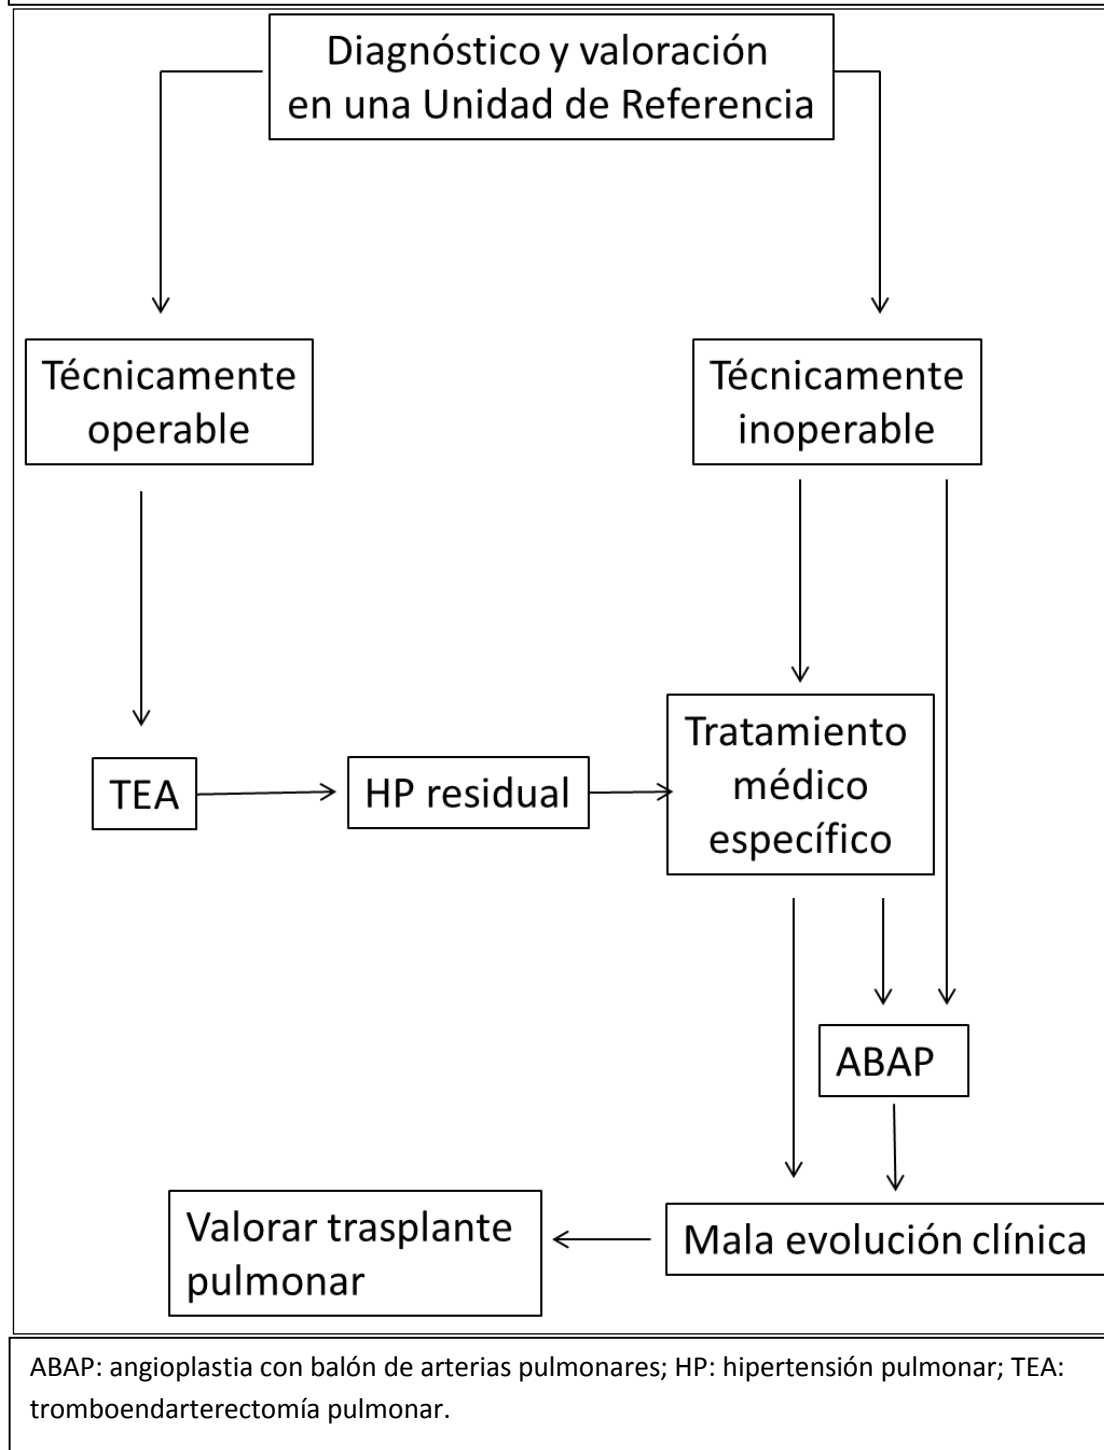 Diagnóstico y valoración
en una Unidad de Referencia
Técnicamente
operable
Técnicamente
inoperable
TEA
HP residual
Tratamiento
médico
específico
ABAP
Valorar trasplante
pulmonar
Mala evolución clínica
ABAP: angioplastia con balón de arterias pulmonares; HP: hipertensión pulmonar; TEA:
tromboendarterectomía pulmonar.